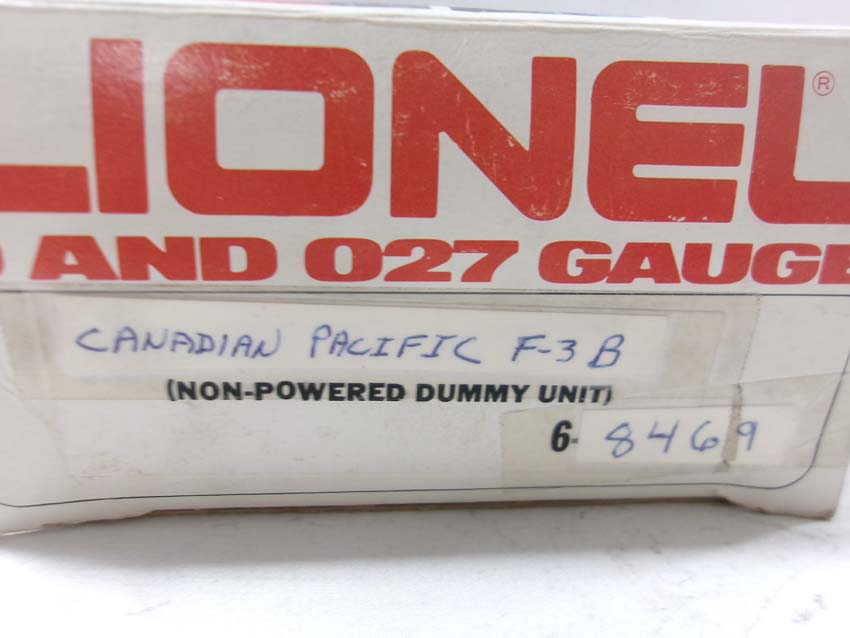 LIONEL®
O AND 027 GAUGE
CANADIAN PACIFIC F-3 B
(NON-POWERED DUMMY UNIT)
6- 8469